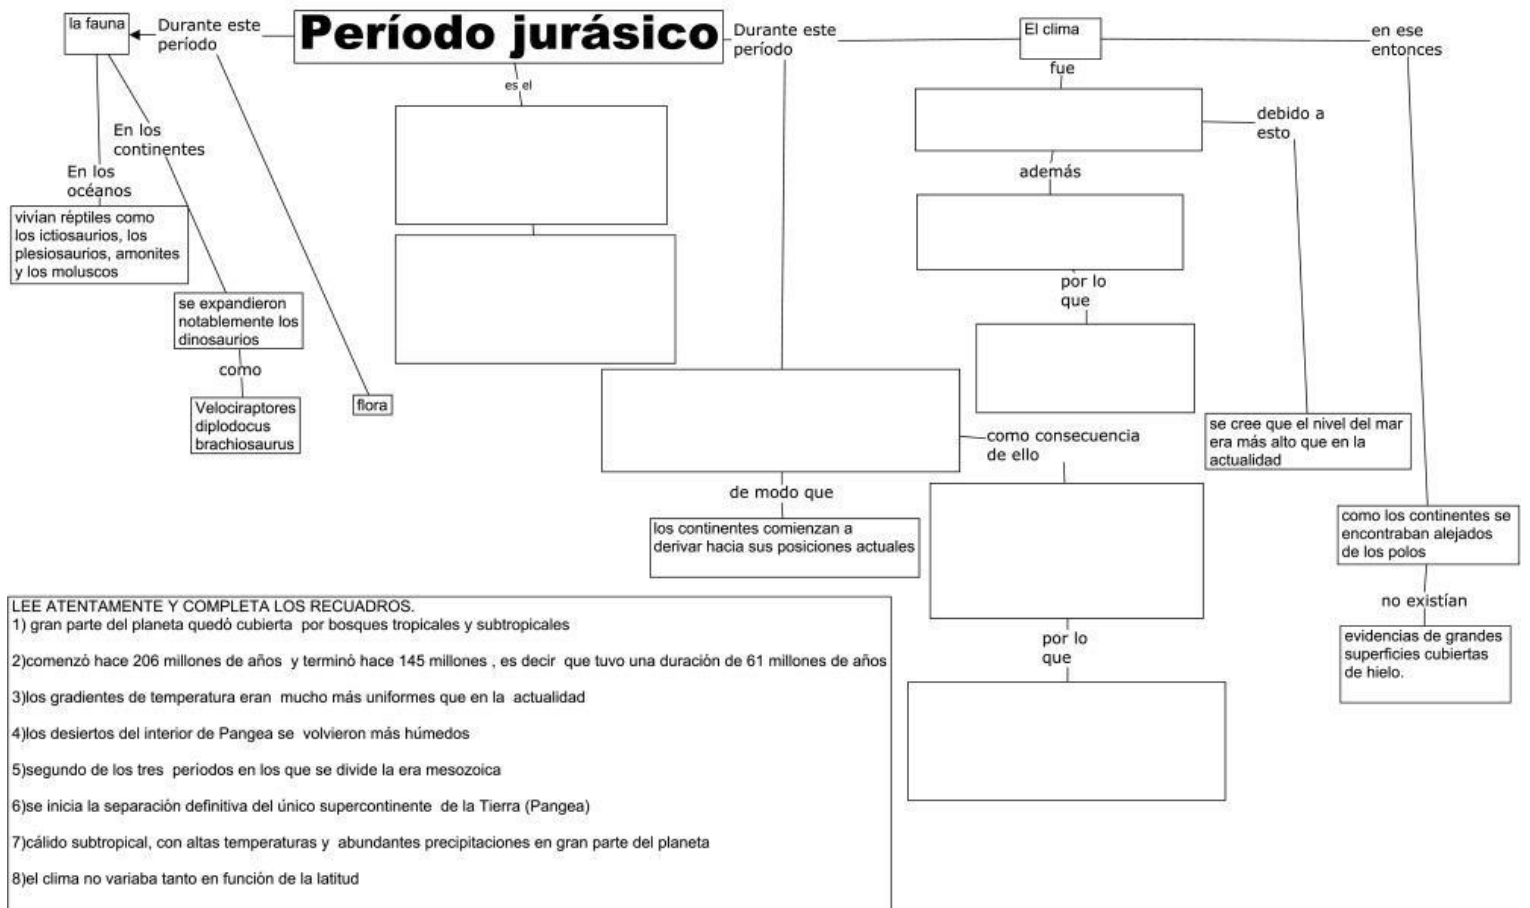 la fauna
Durante este
período
Período jurásico
Durante este
período
El clima
en ese
entonces
es el
fue
debido a
esto
En los
continentes
En los
océanos
además
vivían réptiles como
los ictiosaurios, los
plesiosaurios, amonites
y los moluscos
por lo
que
se expandieron
notablemente los
dinosaurios
como
Velociraptores
diplodocus
brachiosaurus
flora
como consecuencia
de ello
se cree que el nivel del mar
era más alto que en la
actualidad
de modo que
los continentes comienzan a
derivar hacia sus posiciones actuales
como los continentes se
encontraban alejados
de los polos
no existían
evidencias de grandes
superficies cubiertas
de hielo.
por lo
que
LEE ATENTAMENTE Y COMPLETA LOS RECUADROS.
1) gran parte del planeta quedó cubierta por bosques tropicales y subtropicales
2)comenzó hace 206 millones de años y terminó hace 145 millones , es decir que tuvo una duración de 61 millones de años
3)los gradientes de temperatura eran mucho más uniformes que en la actualidad
4)los desiertos del interior de Pangea se volvieron más húmedos
5)segundo de los tres períodos en los que se divide la era mesozoica
6)se inicia la separación definitiva del único supercontinente de la Tierra (Pangea)
7)cálido subtropical, con altas temperaturas y abundantes precipitaciones en gran parte del planeta
8)el clima no variaba tanto en función de la latitud